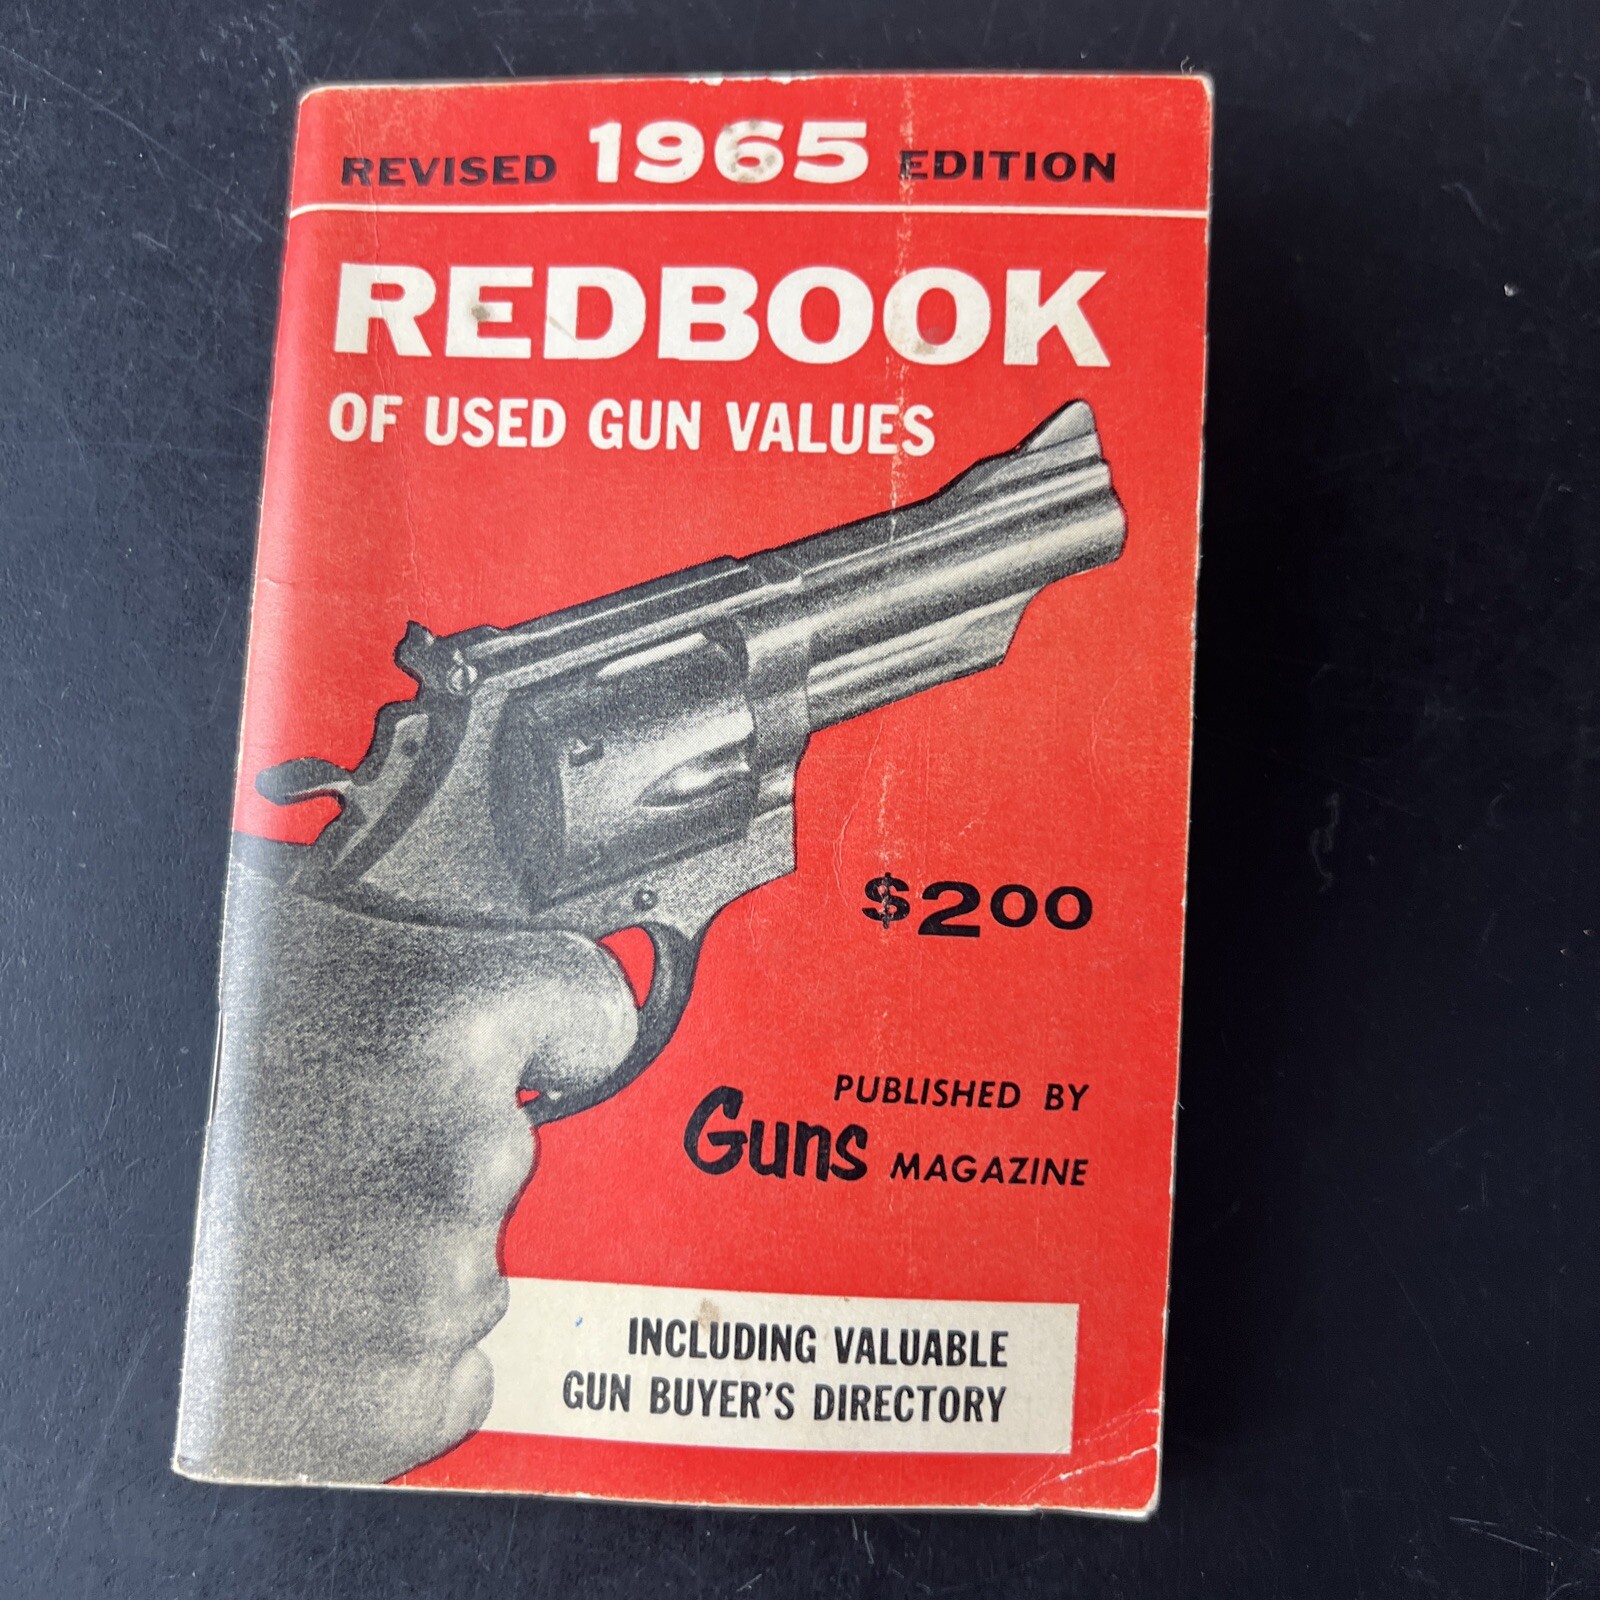 REVISED 1965 EDITION
REDBOOK
OF USED GUN VALUES
$2.00
PUBLISHED BY
Guns MAGAZINE
INCLUDING VALUABLE
GUN BUYER'S DIRECTORY